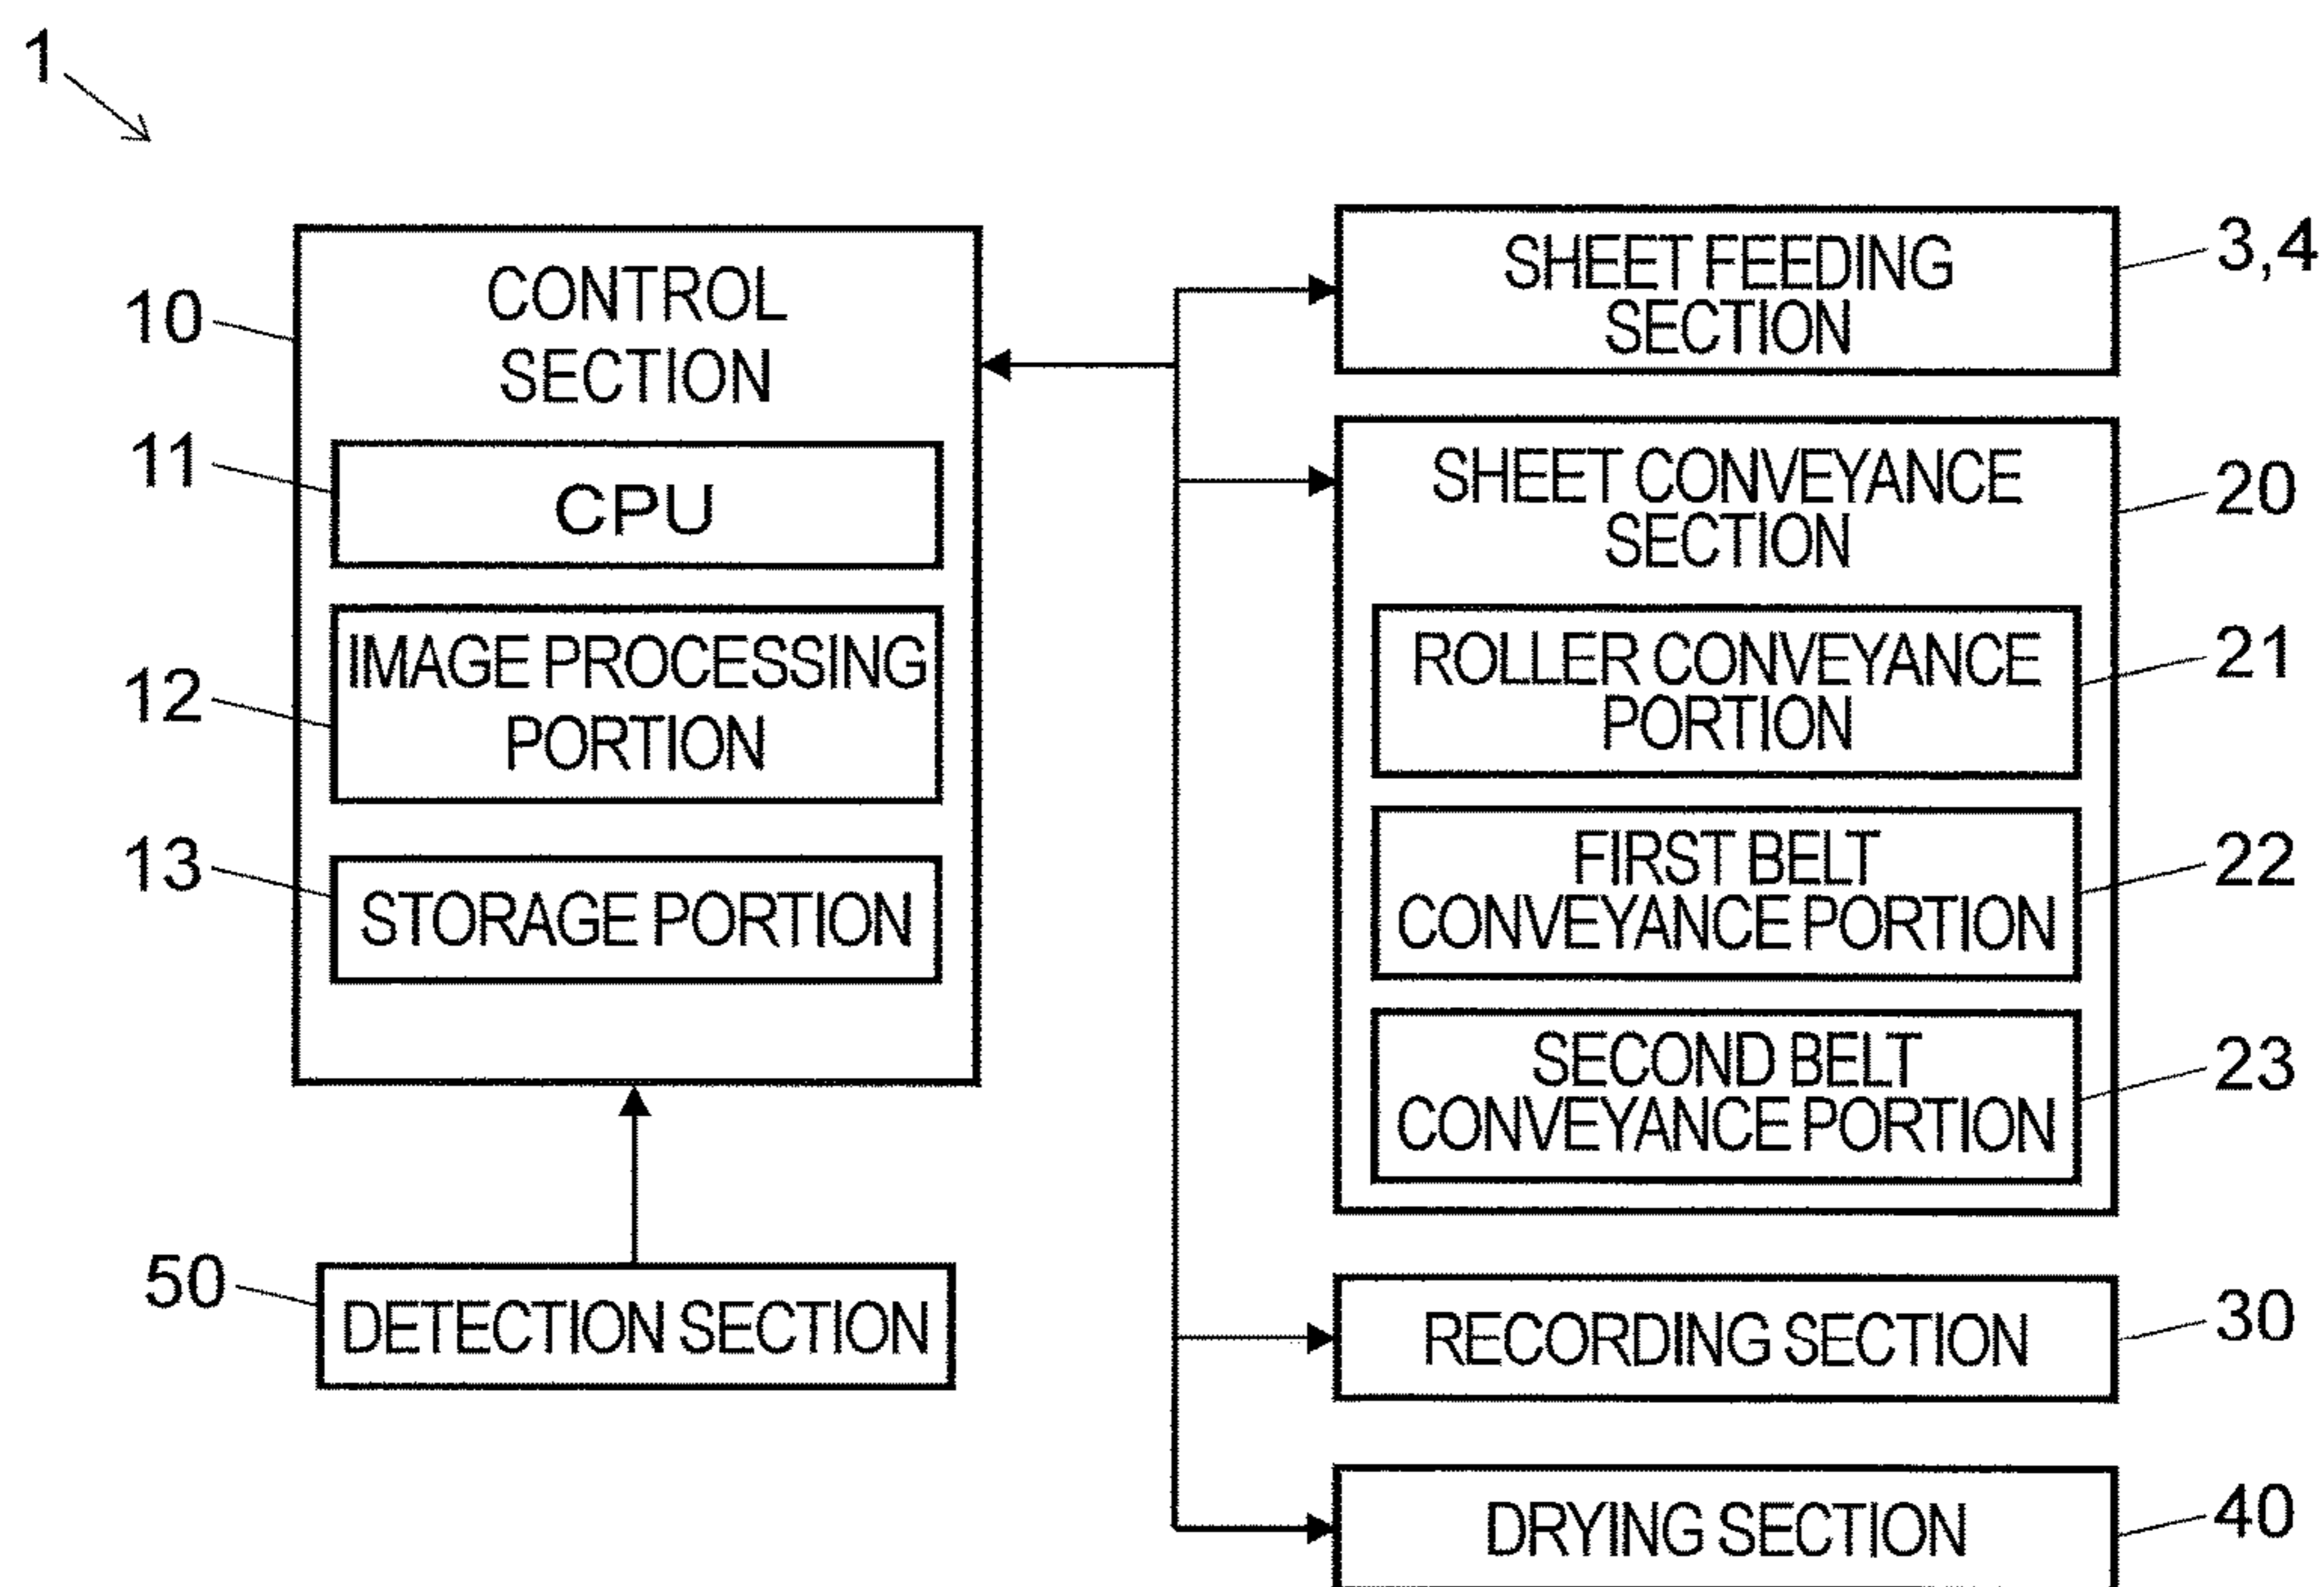 1
10
CONTROL
SECTION
11
CPU
12
IMAGE PROCESSING
PORTION
13
STORAGE PORTION
50
DETECTION SECTION
SHEET FEEDING
SECTION
3,4
SHEET CONVEYANCE
SECTION
20
ROLLER CONVEYANCE
PORTION
21
FIRST BELT
CONVEYANCE PORTION
22
SECOND BELT
CONVEYANCE PORTION
23
RECORDING SECTION
30
DRYING SECTION
40